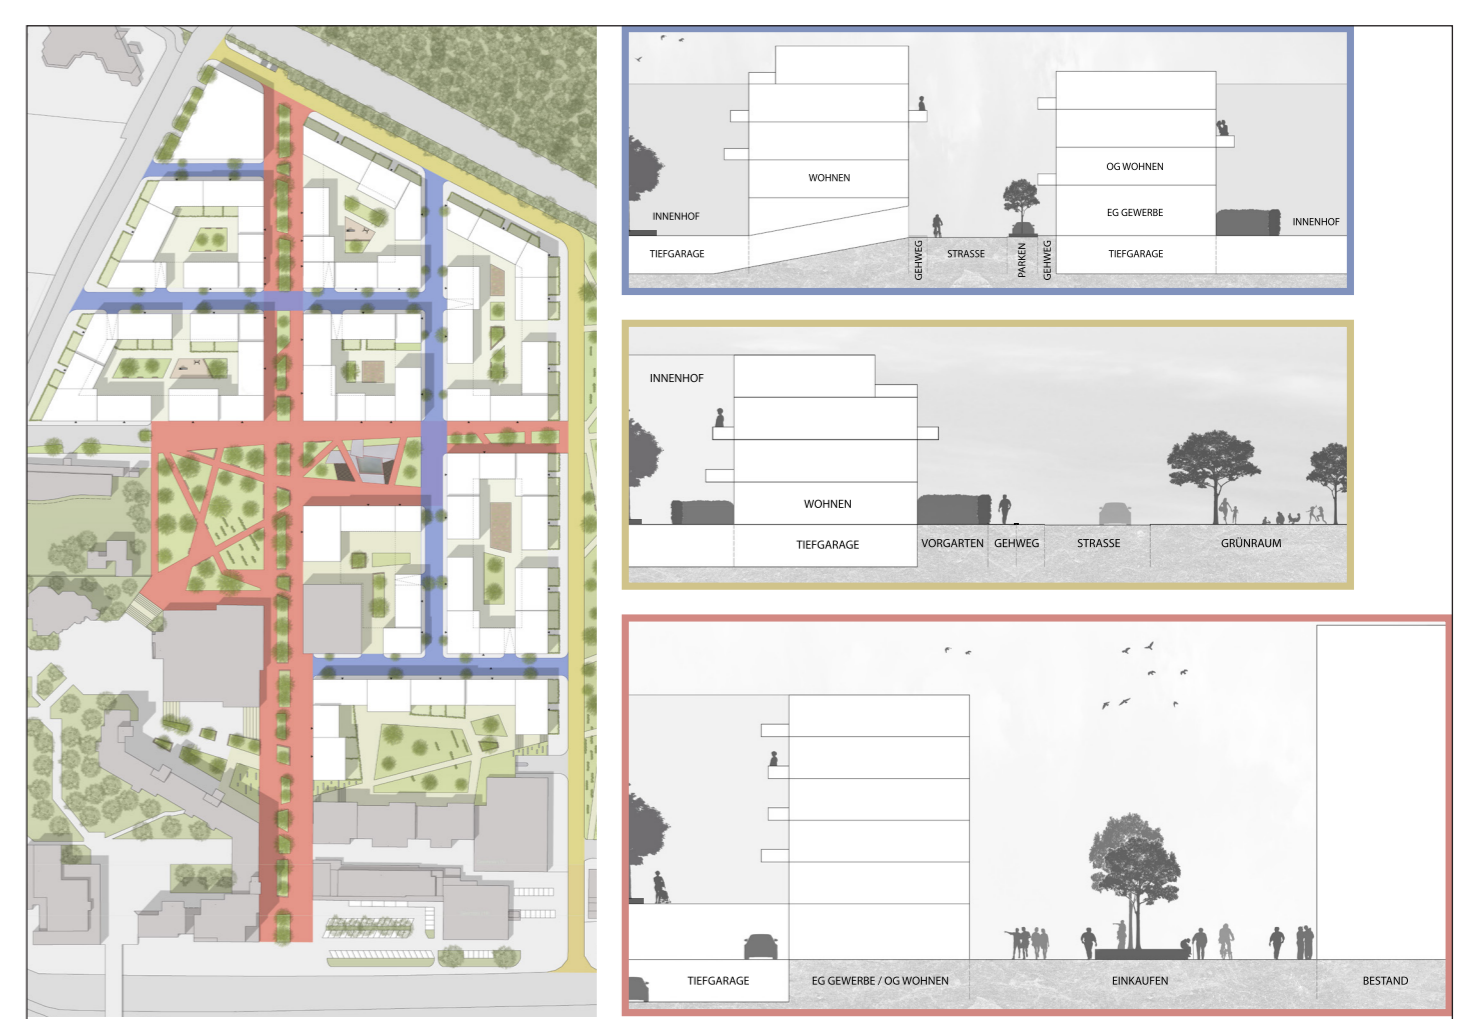 WOHNEN
OG WOHNEN
EG GEWERBE
INNENHOF
INNENHOF
TIEFGARAGE
GEHWEG
STRASSE
PARKEN
GEHWEG
TIEFGARAGE
INNENHOF
WOHNEN
TIEFGARAGE
VORGARTEN
GEHWEG
STRASSE
GRÜNRAUM
TIEFGARAGE
EG GEWERBE / OG WOHNEN
EINKAUFEN
BESTAND